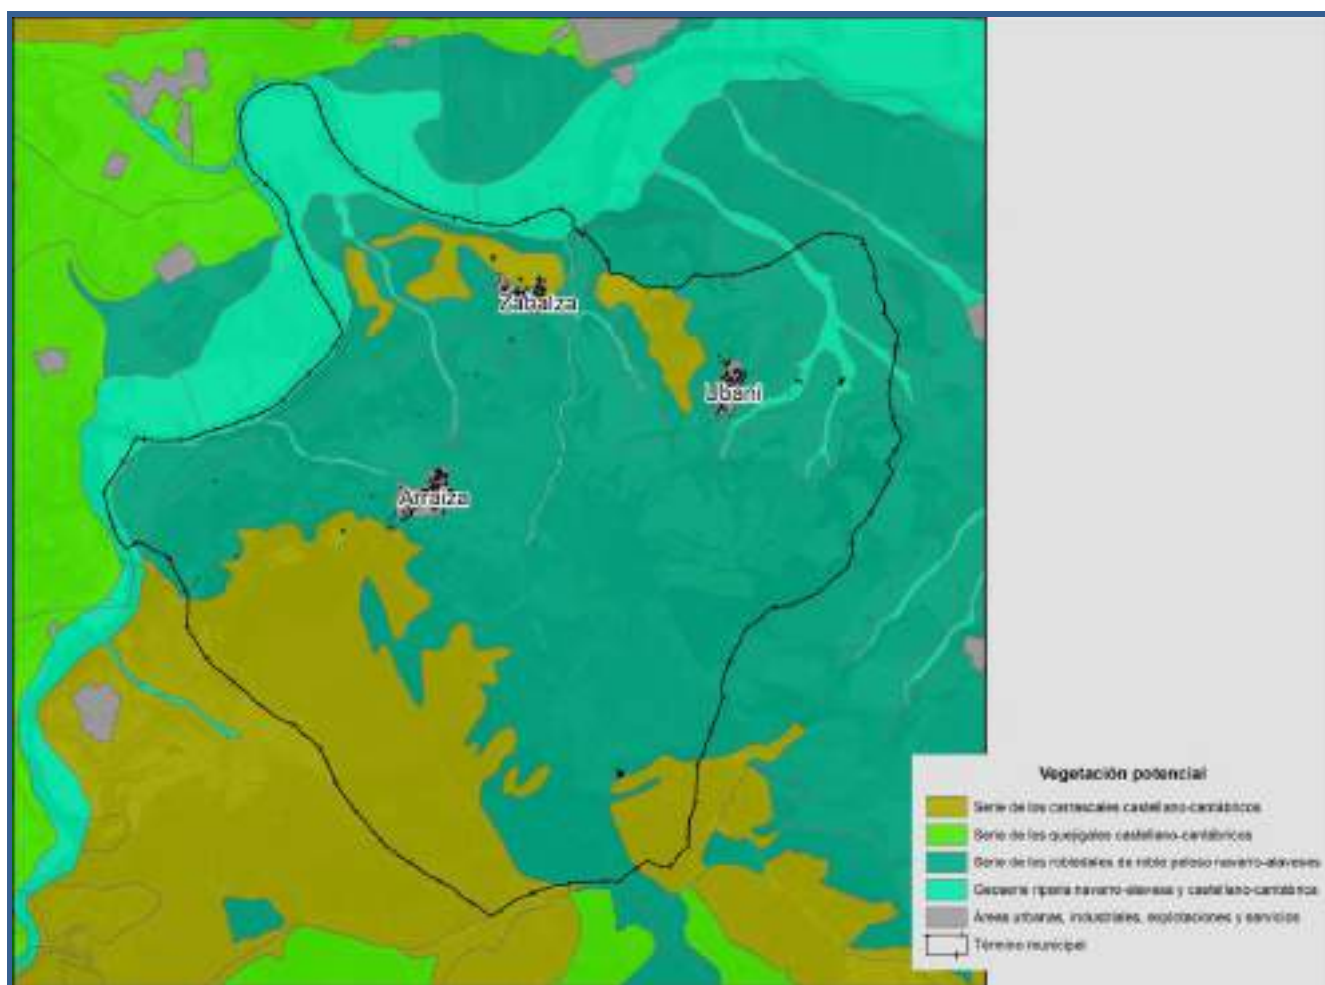 Zabalza
Ubani
Arraiza
Vegetación potencial
Serie de los carrascales castellano-cantábricos
Serie de los quejigales castellano-cantábricos
Serie de los robledales de roble peloso navarro-alaveses
Geoserie riparia navarro-alavesa y castellano-cantábrica
Áreas urbanas, industriales, explotaciones y servicios
Término municipal